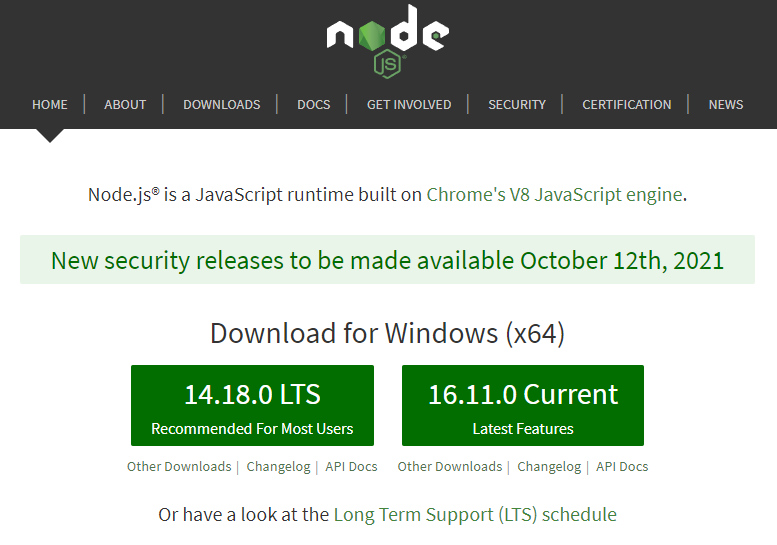 node
JS®
HOME | ABOUT | DOWNLOADS | DOCS | GET INVOLVED | SECURITY | CERTIFICATION | NEWS
Node.js® is a JavaScript runtime built on Chrome's V8 JavaScript engine.
New security releases to be made available October 12th, 2021
Download for Windows (x64)
14.18.0 LTS
Recommended For Most Users
16.11.0 Current
Latest Features
Other Downloads | Changelog | API Docs
Other Downloads | Changelog | API Docs
Or have a look at the Long Term Support (LTS) schedule